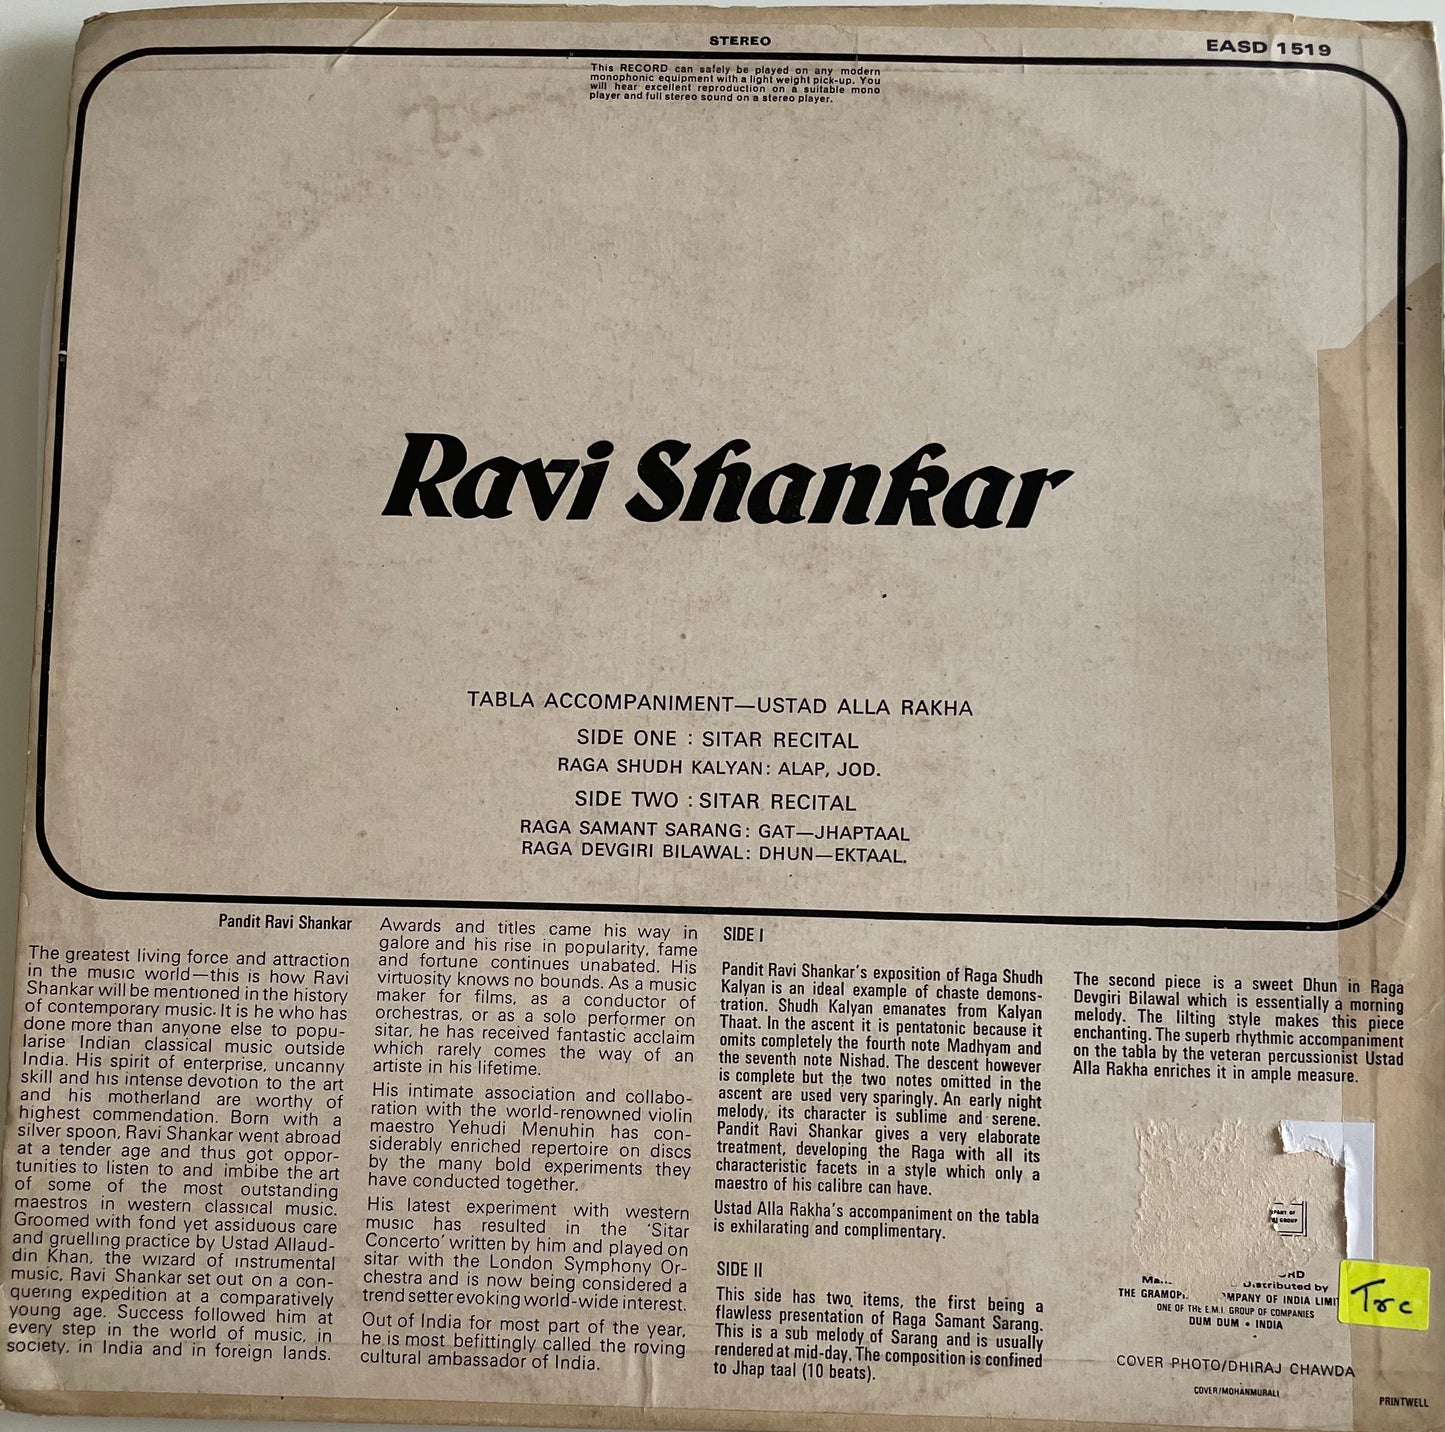 STEREO
EASD 1519
This RECORD can safely be played on any modern
monophonic equipment with a light weight pick-up. You
will hear excellent reproduction on a suitable mono
player and full stereo sound on a stereo player.
Ravi Shankar
TABLA ACCOMPANIMENT—USTAD ALLA RAKHA
SIDE ONE : SITAR RECITAL
RAGA SHUDH KALYAN: ALAP, JOD.
SIDE TWO : SITAR RECITAL
RAGA SAMANT SARANG: GAT—JHAPTAAL
RAGA DEVGIRI BILAWAL: DHUN—EKTAAL.
Pandit Ravi Shankar
The greatest living force and attraction
in the music world—this is how Ravi
Shankar will be mentioned in the history
of contemporary music. It is he who has
done more than anyone else to popu-
larise Indian classical music outside
India. His spirit of enterprise, uncanny
skill and his intense devotion to the art
and his motherland are worthy of
highest commendation. Born with a
silver spoon, Ravi Shankar went abroad
at a tender age and thus got oppor-
tunities to listen to and imbibe the art
of some of the most outstanding
maestros in western classical music.
Groomed with fond yet assiduous care
and gruelling practice by Ustad Allaud-
din Khan, the wizard of instrumental
music, Ravi Shankar set out on a con-
quering expedition at a comparatively
young age. Success followed him at
every step in the world of music, in
society, in India and in foreign lands.
Awards and titles came his way in
galore and his rise in popularity, fame
and fortune continues unabated. His
virtuosity knows no bounds. As a music
maker for films, as a conductor of
orchestras, or as a solo performer on
sitar, he has received fantastic acclaim
which rarely comes the way of an
artiste in his lifetime.
His intimate association and collabo-
ration with the world-renowned violin
maestro Yehudi Menuhin has con-
siderably enriched repertoire on discs
by the many bold experiments they
have conducted together.
His latest experiment with western
music has resulted in the 'Sitar
Concerto' written by him and played on
sitar with the London Symphony Or-
chestra and is now being considered a
trend setter evoking world-wide interest.
Out of India for most part of the year,
he is most befittingly called the roving
cultural ambassador of India.
SIDE I
Pandit Ravi Shankar's exposition of Raga Shudh
Kalyan is an ideal example of chaste demons-
tration. Shudh Kalyan emanates from Kalyan
Thaat. In the ascent it is pentatonic because it
omits completely the fourth note Madhyam and
the seventh note Nishad. The descent however
is complete but the two notes omitted in the
ascent are used very sparingly. An early night
melody, its character is sublime and serene.
Pandit Ravi Shankar gives a very elaborate
treatment, developing the Raga with all its
characteristic facets in a style which only a
maestro of his calibre can have.
Ustad Alla Rakha's accompaniment on the tabla
is exhilarating and complimentary.
SIDE II
This side has two items, the first being a
flawless presentation of Raga Samant Sarang.
This is a sub melody of Sarang and is usually
rendered at mid-day. The composition is confined
to Jhap taal (10 beats).
The second piece is a sweet Dhun in Raga
Devgiri Bilawal which is essentially a morning
melody. The lilting style makes this piece
enchanting. The superb rhythmic accompaniment
on the tabla by the veteran percussionist Ustad
Alla Rakha enriches it in ample measure.
GROUP
Distributed by
THE OF INDIA
ONE OF THE E.M.I. GROUP OF COMPANIES
DUM DUM • INDIA
Trc
COVER PHOTO/DHIRAJ CHAWDA
COVER/MOHANMURALI
PRINTWELL